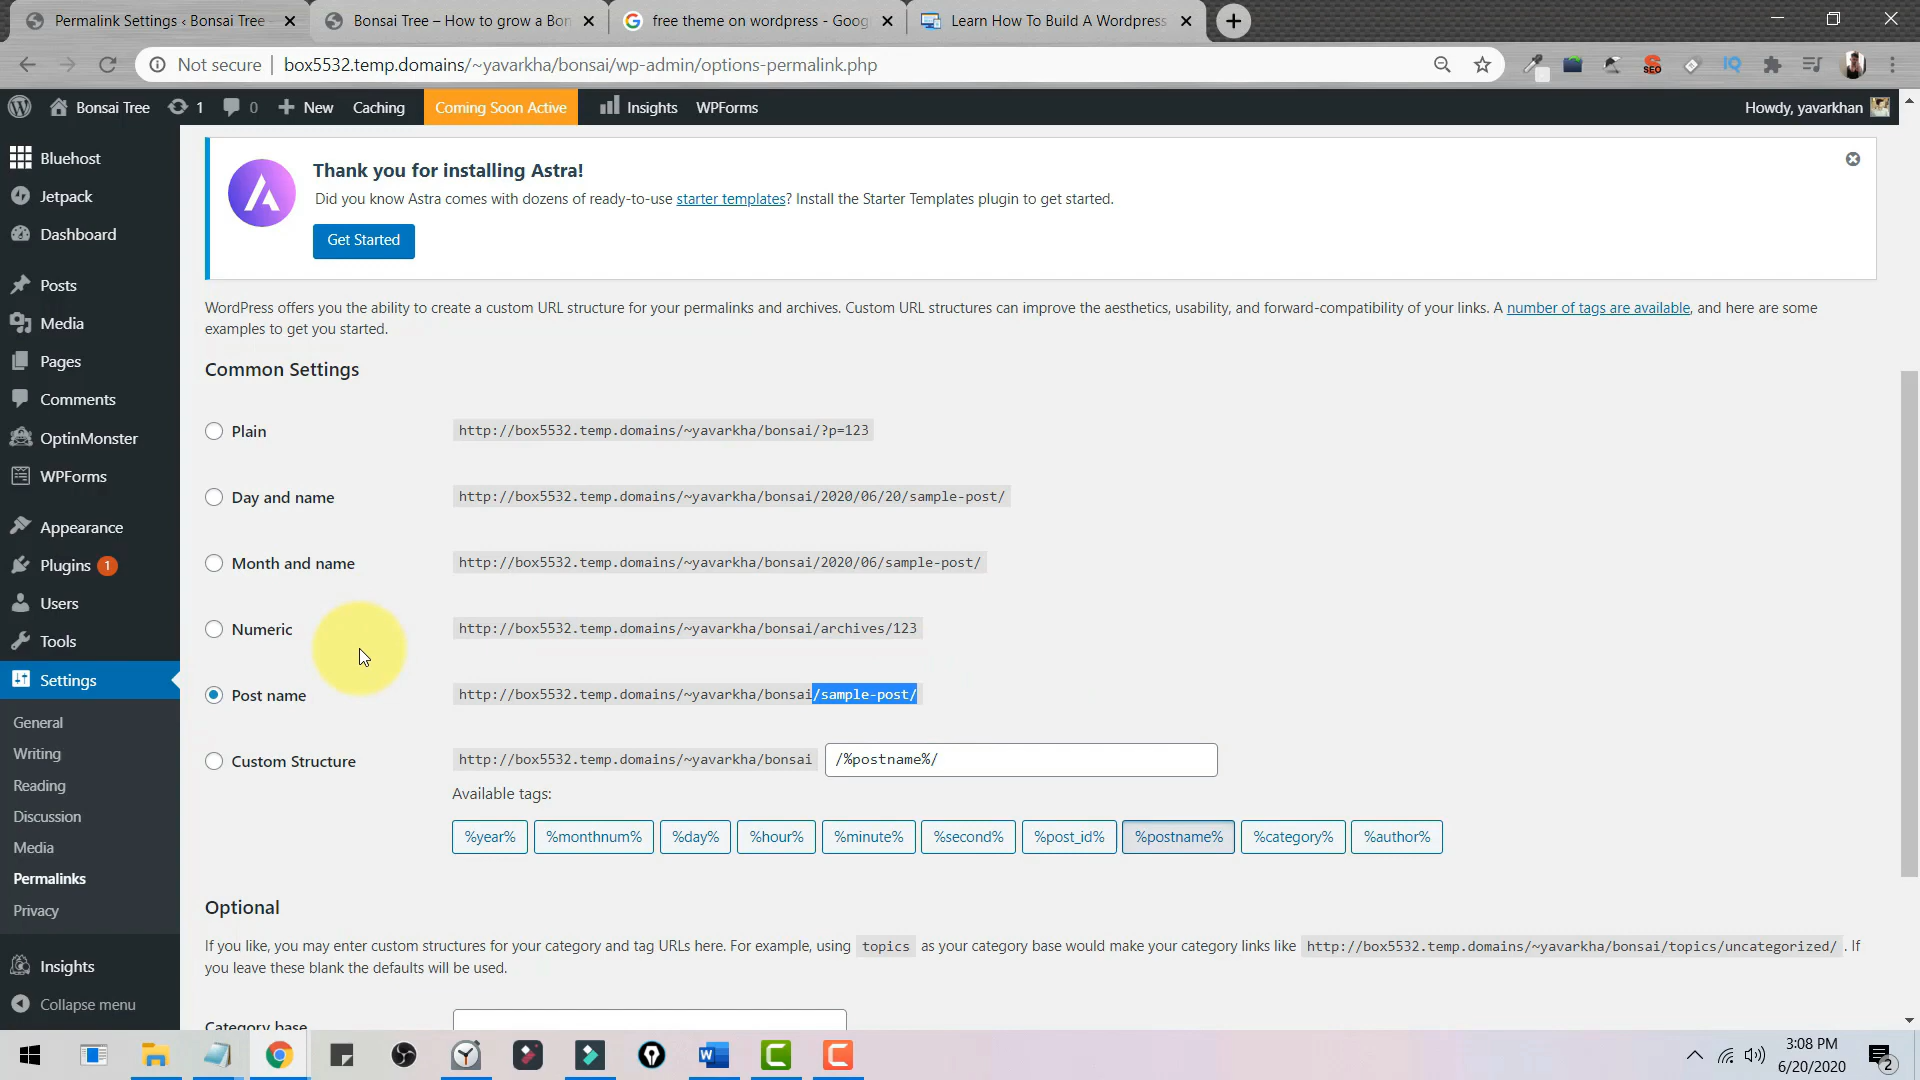 Permalink Settings ‹ Bonsai Tree
Bonsai Tree – How to grow a Bon
free theme on wordpress - Goog
Learn How To Build A Wordpress
Not secure
box5532.temp.domains/~yavarkha/bonsai/wp-admin/options-permalink.php
SEO
IQ
Bonsai Tree
1
0
New
Caching
Coming Soon Active
Insights
WPForms
Howdy, yavarkhan
Bluehost
Jetpack
Dashboard
Posts
Media
Pages
Comments
OptinMonster
WPForms
Appearance
Plugins 1
Users
Tools
Settings
General
Writing
Reading
Discussion
Media
Permalinks
Privacy
Insights
Collapse menu
Thank you for installing Astra!
Did you know Astra comes with dozens of ready-to-use starter templates? Install the Starter Templates plugin to get started.
Get Started
WordPress offers you the ability to create a custom URL structure for your permalinks and archives. Custom URL structures can improve the aesthetics, usability, and forward-compatibility of your links. A number of tags are available, and here are some
examples to get you started.
Common Settings
Plain
http://box5532.temp.domains/~yavarkha/bonsai/?p=123
Day and name
http://box5532.temp.domains/~yavarkha/bonsai/2020/06/20/sample-post/
Month and name
http://box5532.temp.domains/~yavarkha/bonsai/2020/06/sample-post/
Numeric
http://box5532.temp.domains/~yavarkha/bonsai/archives/123
Post name
http://box5532.temp.domains/~yavarkha/bonsai/sample-post/
Custom Structure
http://box5532.temp.domains/~yavarkha/bonsai
/%postname%/
Available tags:
%year% %monthnum% %day% %hour% %minute% %second% %post_id% %postname% %category% %author%
Optional
If you like, you may enter custom structures for your category and tag URLs here. For example, using topics as your category base would make your category links like http://box5532.temp.domains/~yavarkha/bonsai/topics/uncategorized/ . If
you leave these blank the defaults will be used.
Category base
3:08 PM
6/20/2020
2